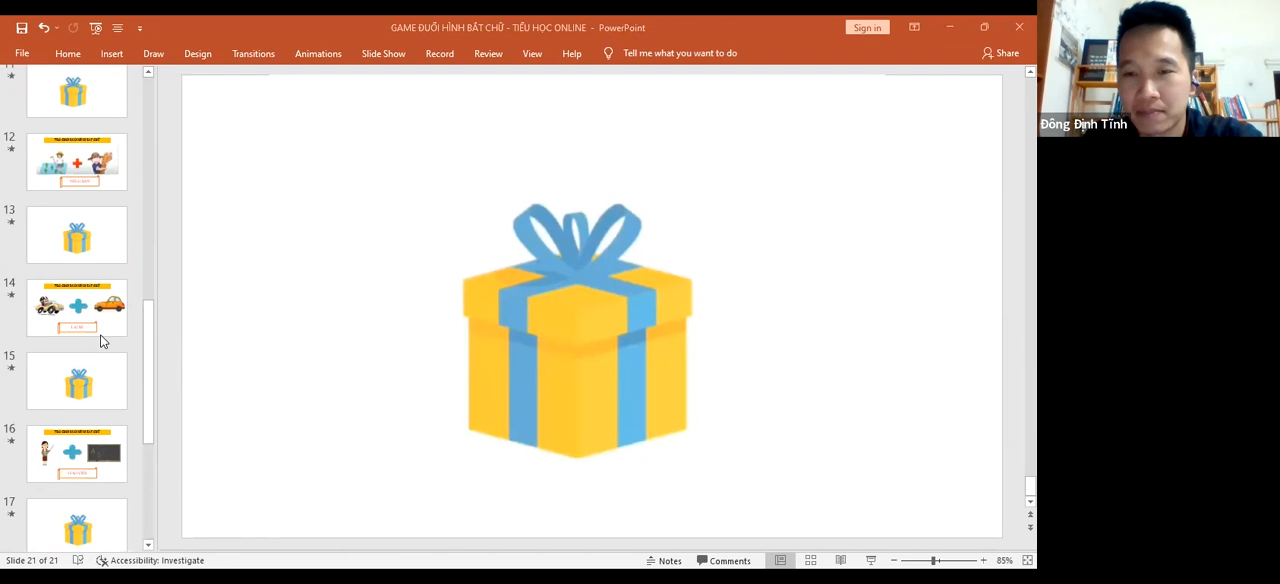 GAME ĐUỔI HÌNH BẮT CHỮ - TIỂU HỌC ONLINE - PowerPoint
Sign in
File Home Insert Draw Design Transitions Animations Slide Show Record Review View Help Tell me what you want to do Share
Đồng Định Tĩnh
12
13
14
15
16
17
Slide 21 of 21 Accessibility: Investigate Notes Comments 85%